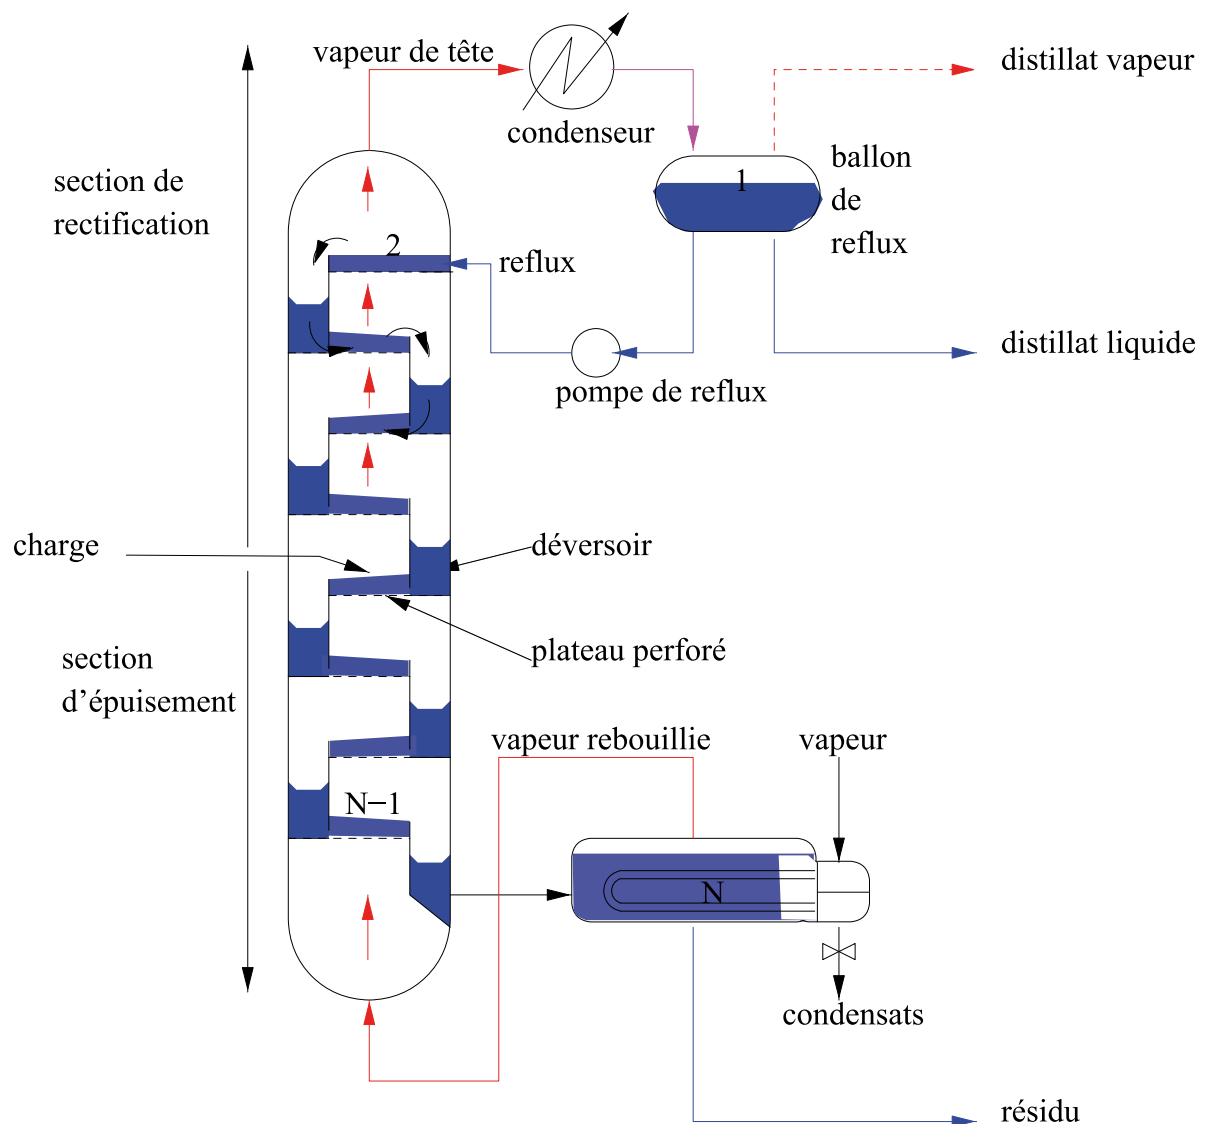 vapeur de tête
distillat vapeur
condenseur
ballon
de
reflux
1
section de
rectification
2
reflux
distillat liquide
pompe de reflux
charge
déversoir
plateau perforé
section
d’épuisement
vapeur rebouillie
vapeur
N−1
N
condensats
résidu